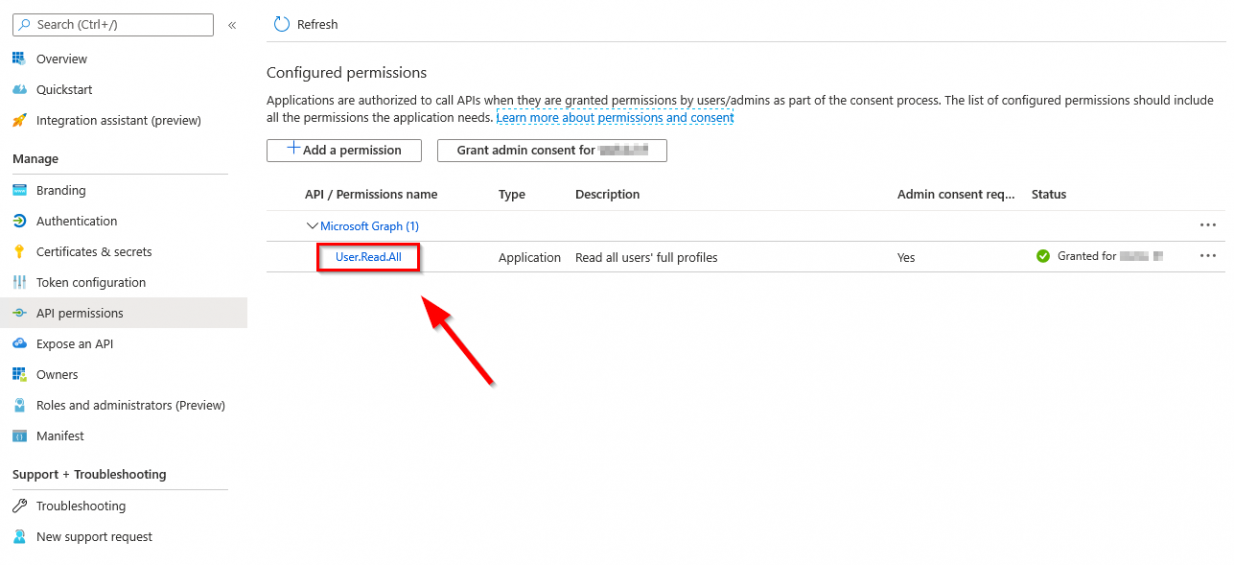 Search (Ctrl+/)
«
Overview
Quickstart
Integration assistant (preview)
Manage
Branding
Authentication
Certificates & secrets
Token configuration
API permissions
Expose an API
Owners
Roles and administrators (Preview)
Manifest
Support + Troubleshooting
Troubleshooting
New support request
Refresh
Configured permissions
Applications are authorized to call APIs when they are granted permissions by users/admins as part of the consent process. The list of configured permissions should include
all the permissions the application needs. Learn more about permissions and consent
+ Add a permission Grant admin consent for
API / Permissions name Type Description Admin consent req... Status
Microsoft Graph (1) ...
User.Read.All Application Read all users' full profiles Yes Granted for ...